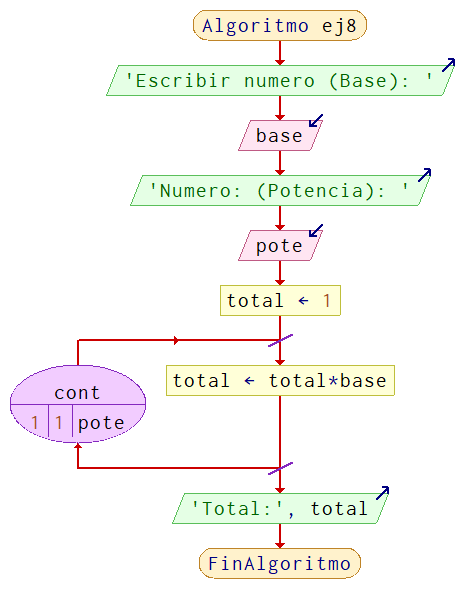 Algoritmo ej8
'Escribir numero (Base): '
base
'Numero: (Potencia): '
pote
total ← 1
total ← total*base
cont
1 1 pote
'Total:', total
FinAlgoritmo